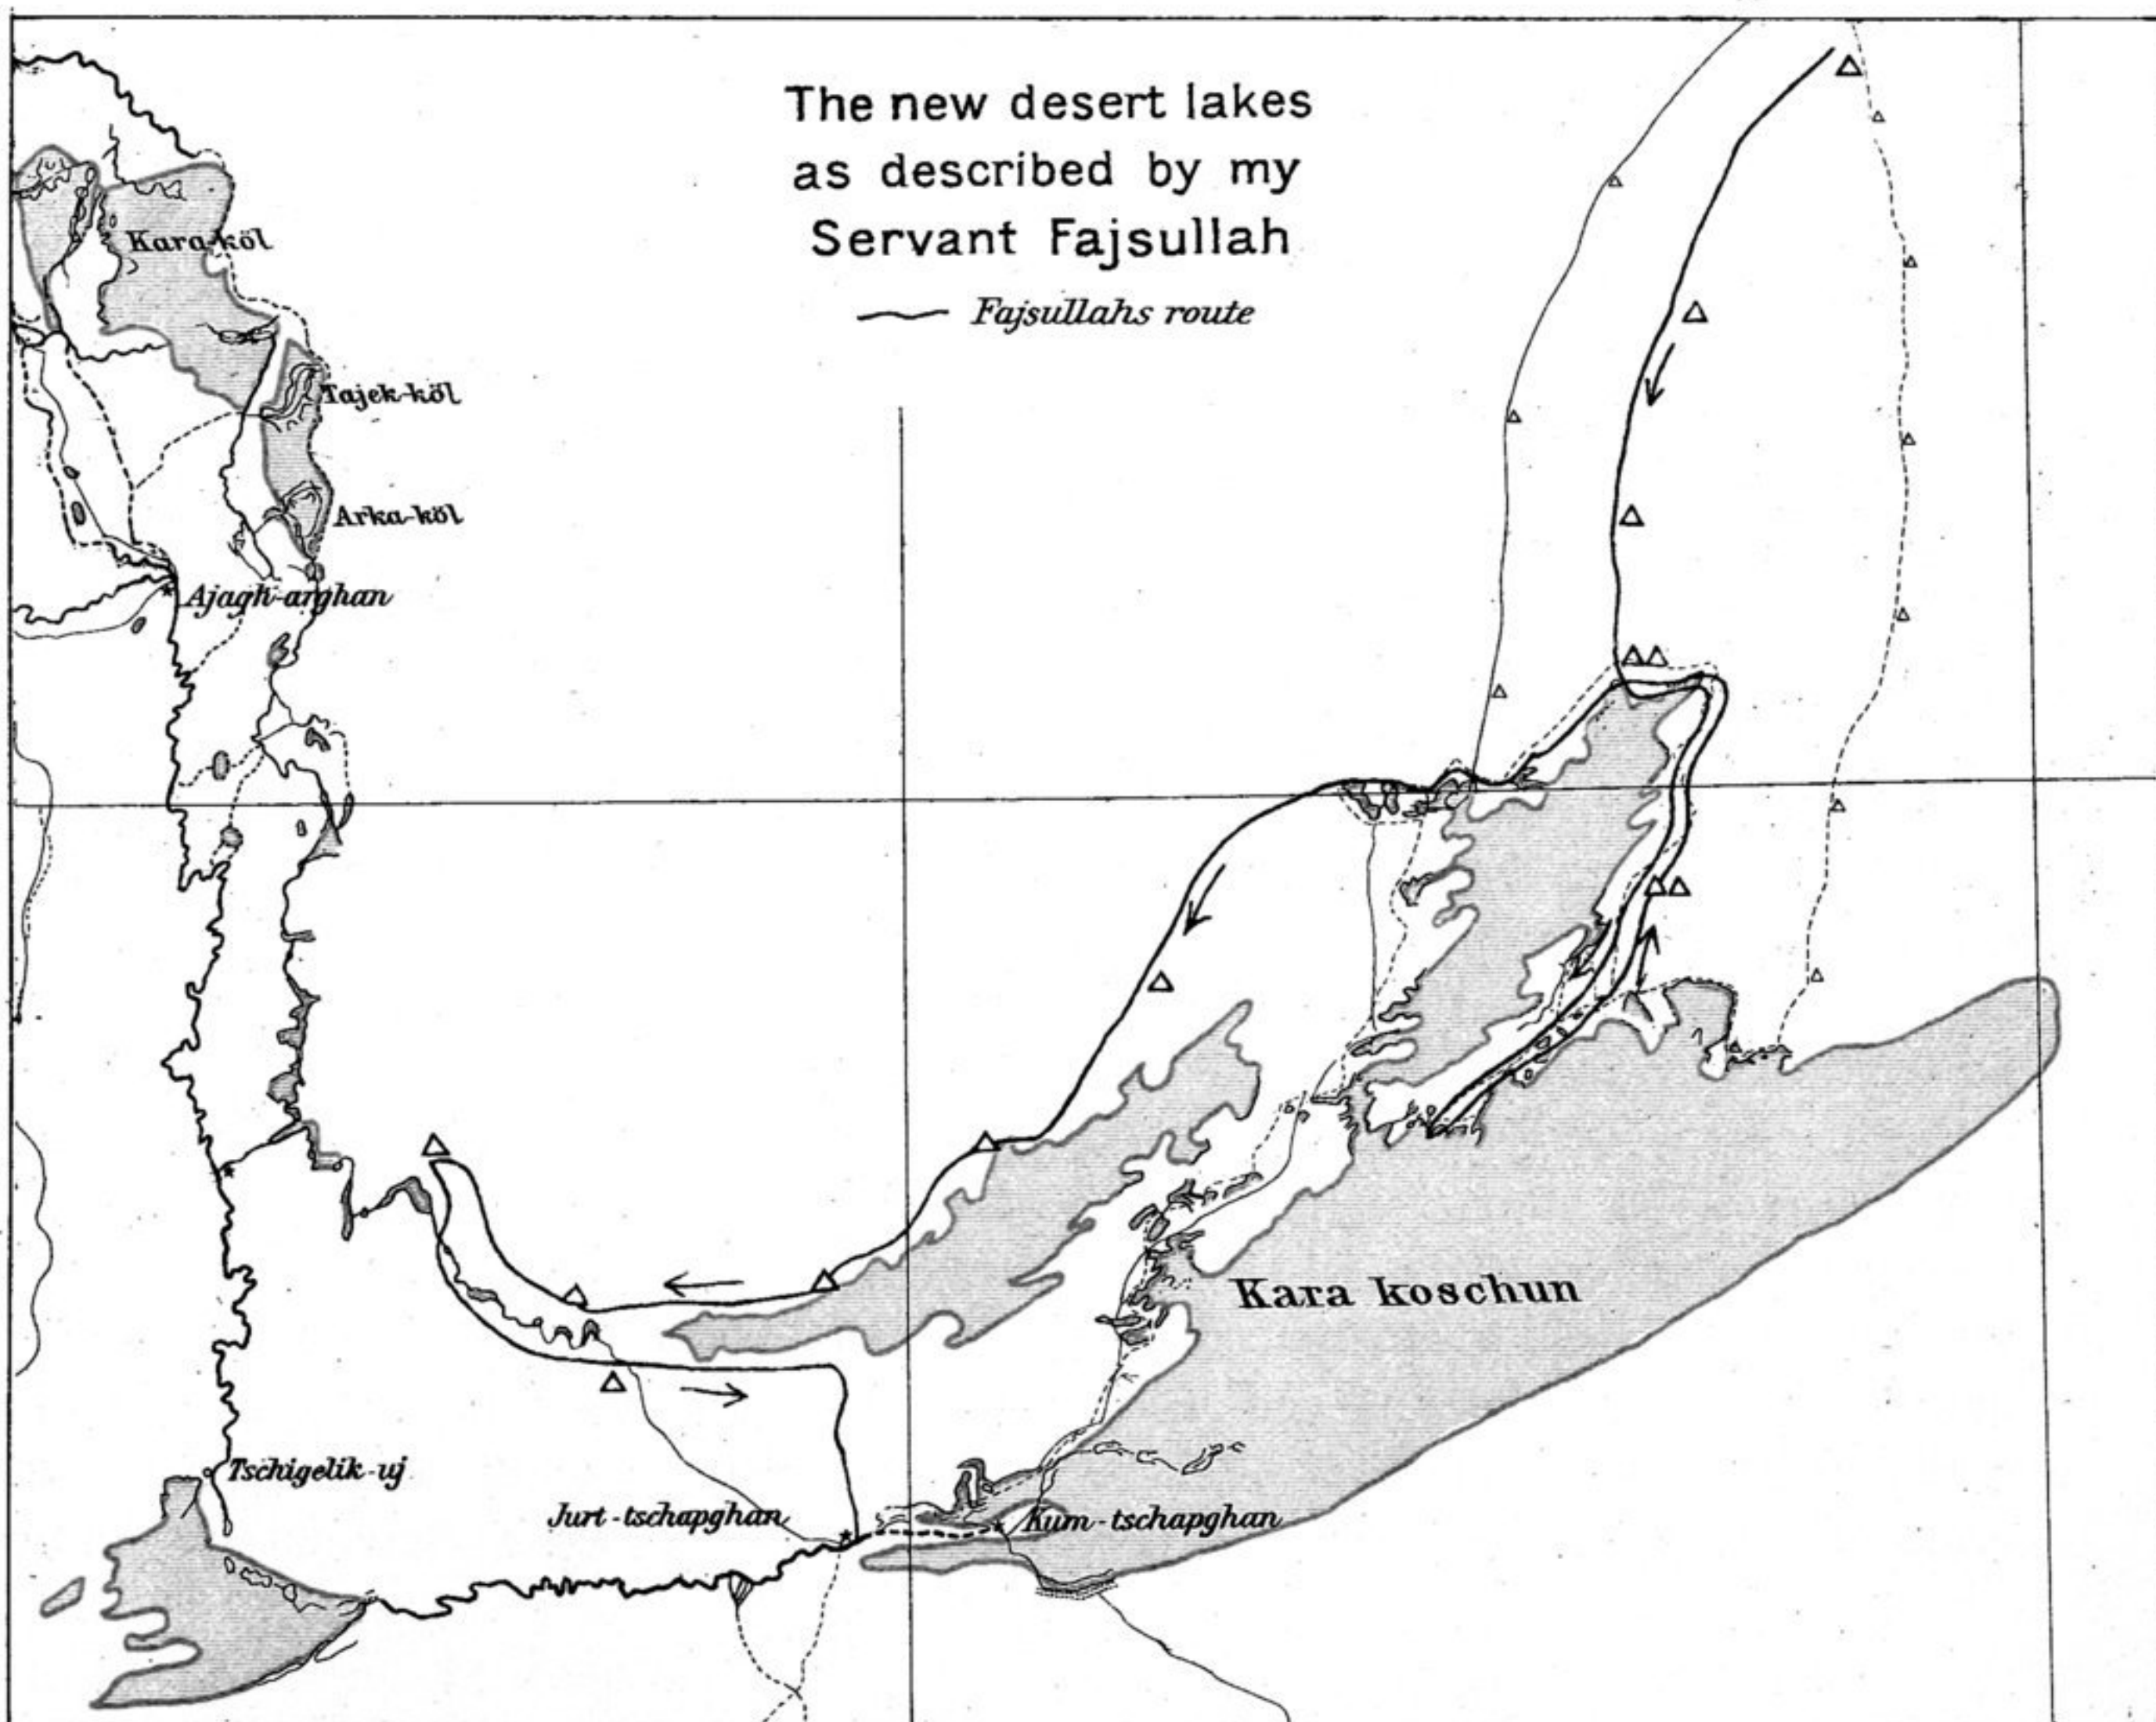 The new desert lakes
as described by my
Servant Fajsullah
Fajsullahs route
Kara-köl
Tajek-köl
Arka-köl
Ajagh-arghan
Kara koschun
Tschigelik-uj
Jurt-tschapghan
Kum-tschapghan